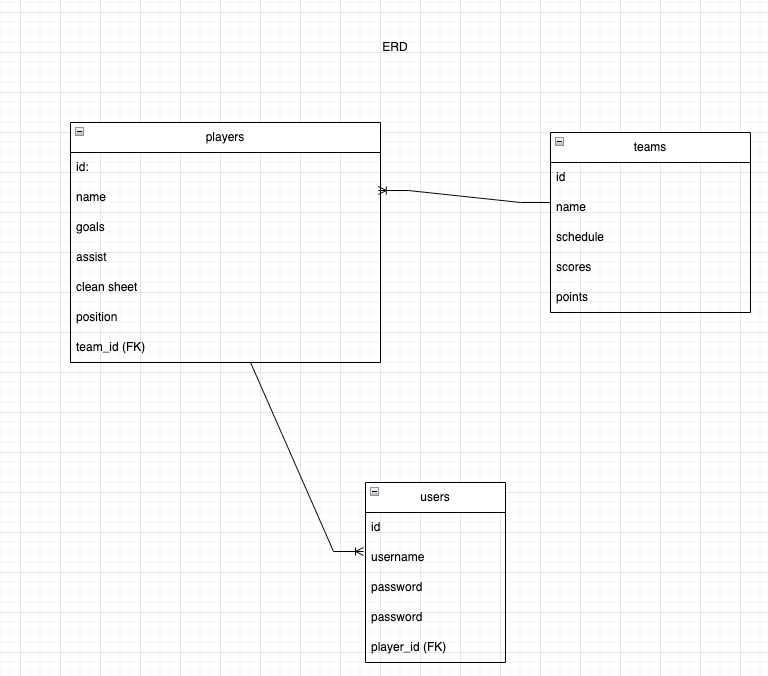 ERD
players
id:
name
goals
assist
clean sheet
position
team_id (FK)
teams
id
name
schedule
scores
points
users
id
username
password
password
player_id (FK)